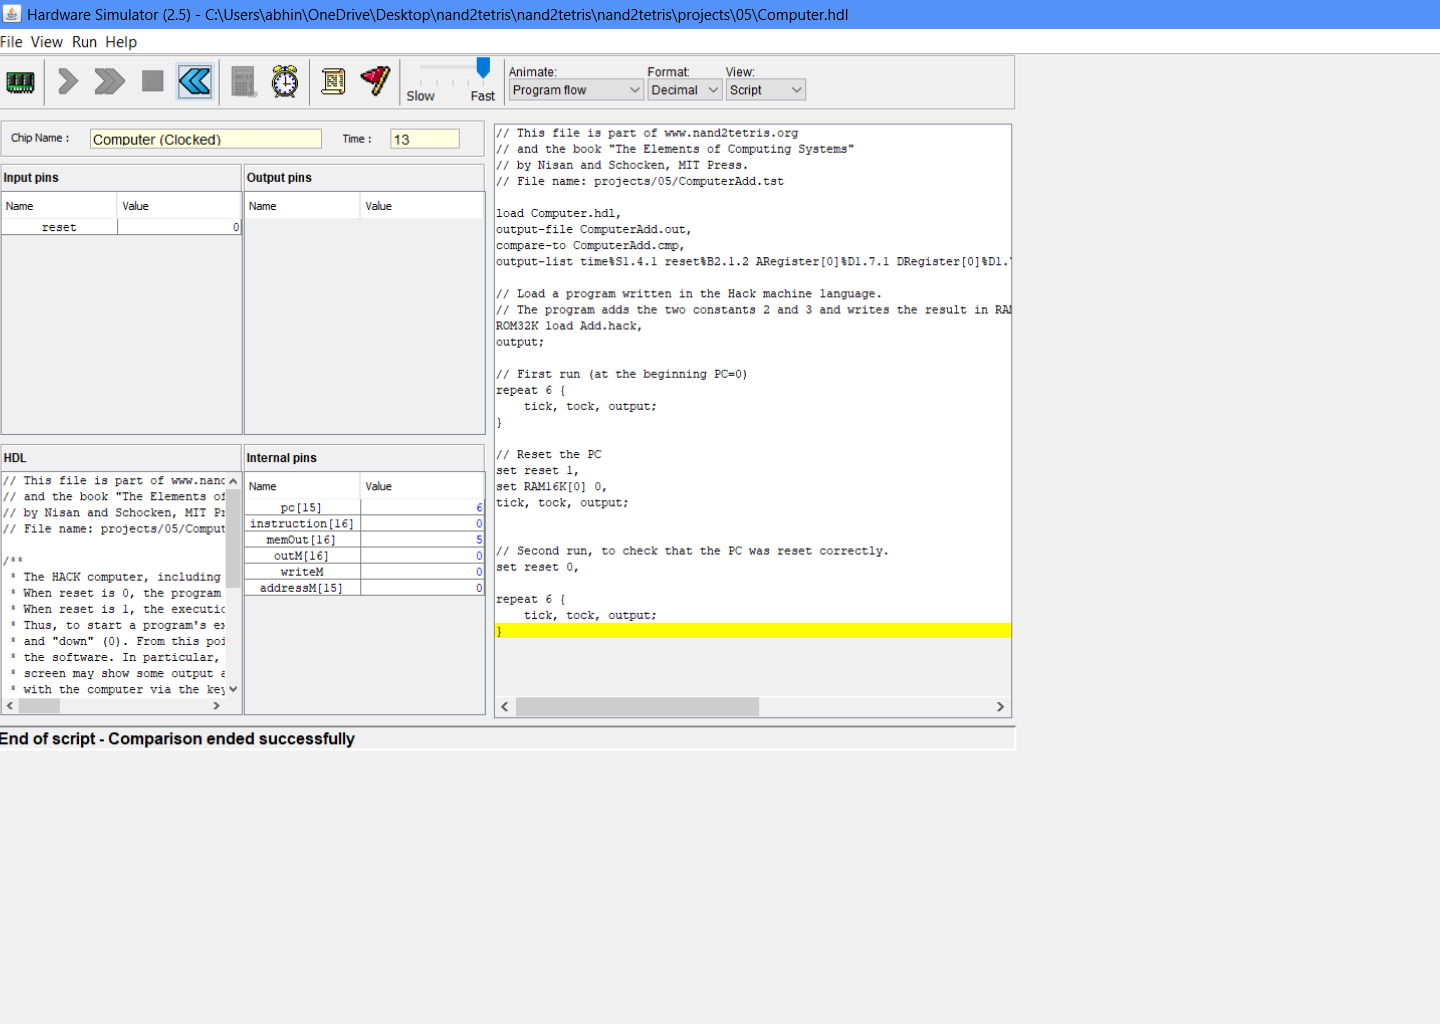 Hardware Simulator (2.5) - C:\Users\abhin\OneDrive\Desktop\nand2tetris\nand2tetris\nand2tetris\projects\05\Computer.hdl
File View Run Help
Slow Fast
Animate: Format: View:
Program flow Decimal Script
Chip Name : Computer (Clocked) Time : 13
Input pins
Name Value
reset 0
Output pins
Name Value
HDL
// This file is part of www.nand
// and the book "The Elements of
// by Nisan and Schocken, MIT Pr
// File name: projects/05/Comput
/**
* The HACK computer, including
* When reset is 0, the program
* When reset is 1, the executio
* Thus, to start a program's ex
* and "down" (0). From this poi
* the software. In particular,
* screen may show some output a
* with the computer via the key
Internal pins
Name Value
pc[15] 6
instruction[16] 0
memOut[16] 5
outM[16] 0
writeM 0
addressM[15] 0
// This file is part of www.nand2tetris.org
// and the book "The Elements of Computing Systems"
// by Nisan and Schocken, MIT Press.
// File name: projects/05/ComputerAdd.tst
load Computer.hdl,
output-file ComputerAdd.out,
compare-to ComputerAdd.cmp,
output-list time%S1.4.1 reset%B2.1.2 ARegister[0]%D1.7.1 DRegister[0]%D1.
// Load a program written in the Hack machine language.
// The program adds the two constants 2 and 3 and writes the result in RA
ROM32K load Add.hack,
output;
// First run (at the beginning PC=0)
repeat 6 {
tick, tock, output;
}
// Reset the PC
set reset 1,
set RAM16K[0] 0,
tick, tock, output;
// Second run, to check that the PC was reset correctly.
set reset 0,
repeat 6 {
tick, tock, output;
}
End of script - Comparison ended successfully